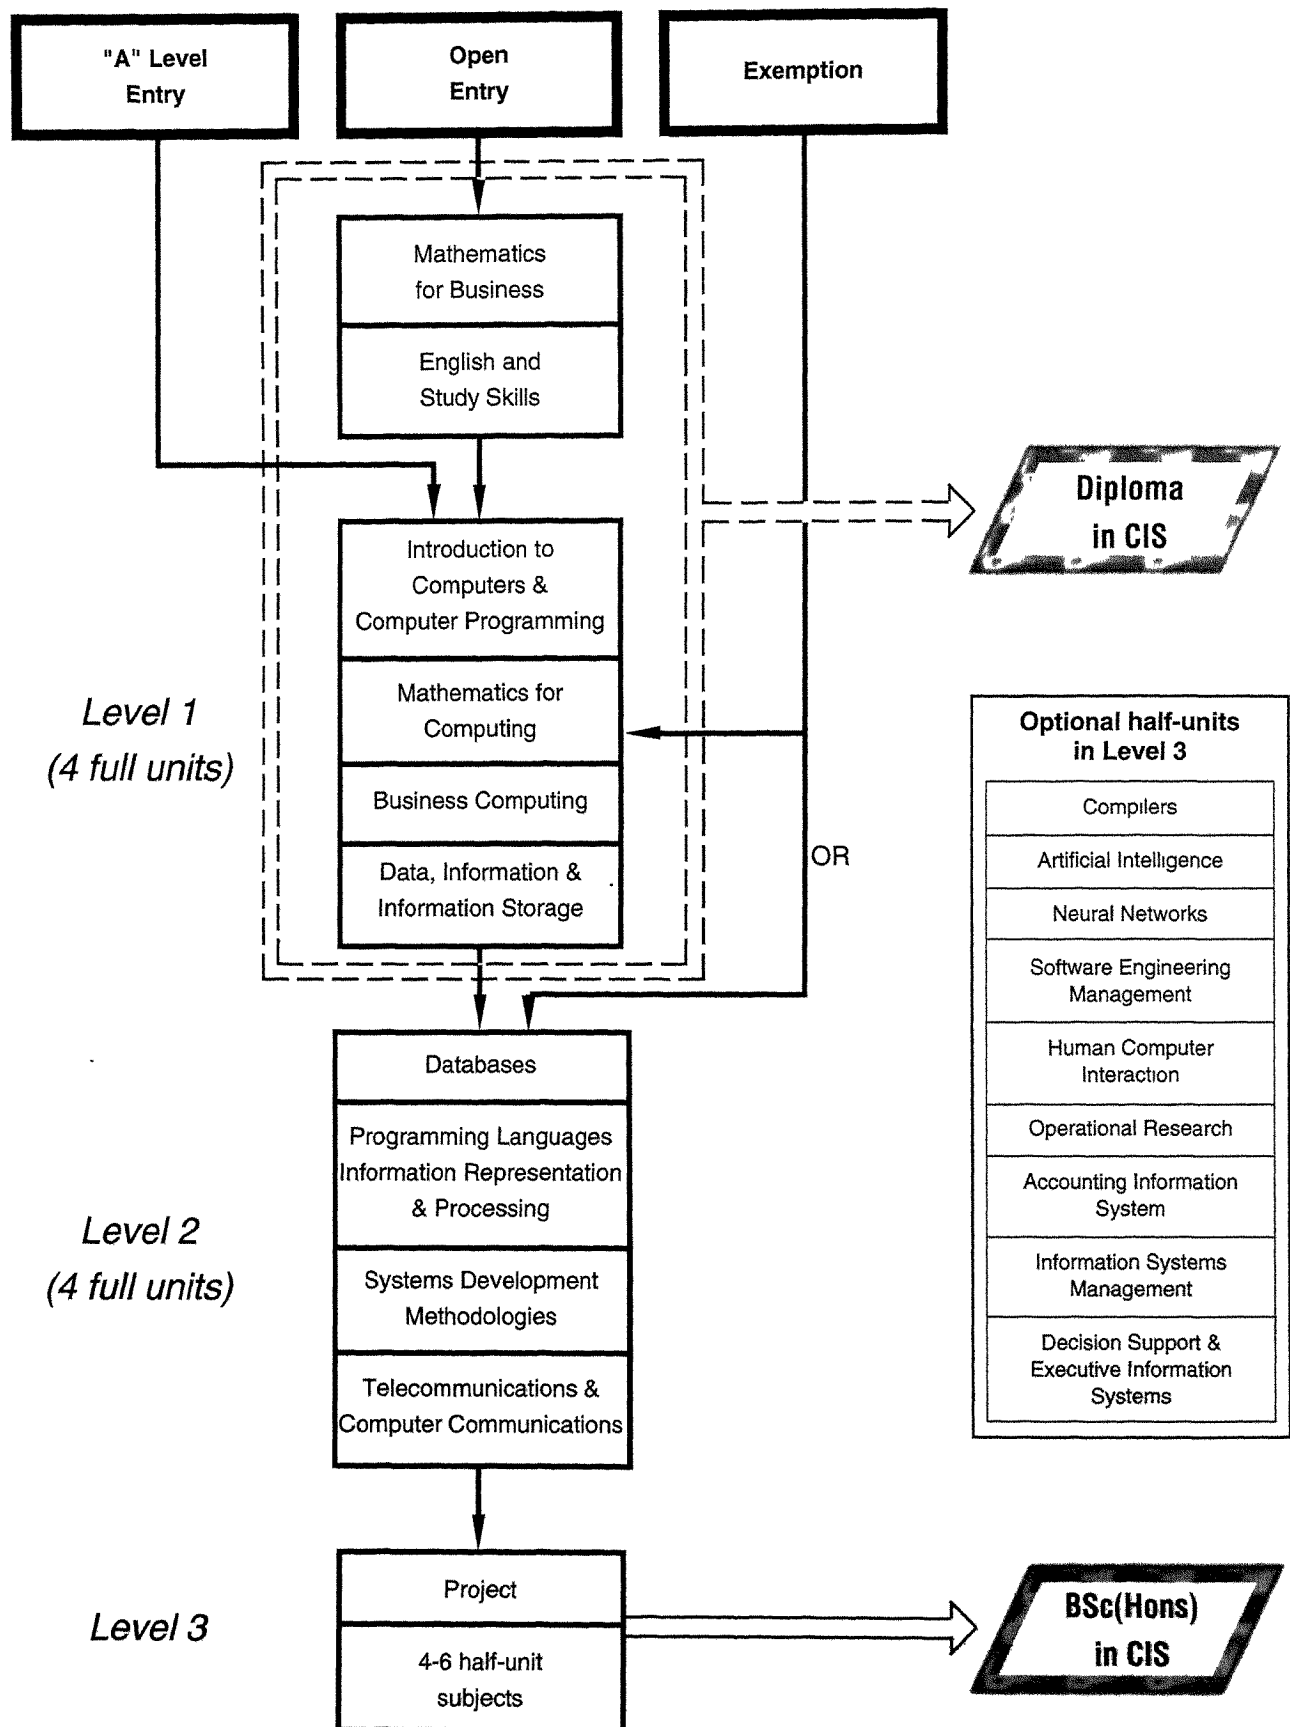 "A" Level
Entry
Open
Entry
Exemption
Mathematics
for Business
English and
Study Skills
Diploma
in CIS
Introduction to
Computers &
Computer Programming
Mathematics for
Computing
Business Computing
Data, Information &
Information Storage
Level 1
(4 full units)
OR
Optional half-units
in Level 3
Compilers
Artificial Intelligence
Neural Networks
Software Engineering
Management
Human Computer
Interaction
Operational Research
Accounting Information
System
Information Systems
Management
Decision Support &
Executive Information
Systems
Databases
Programming Languages
Information Representation
& Processing
Systems Development
Methodologies
Telecommunications &
Computer Communications
Level 2
(4 full units)
Level 3
Project
4-6 half-unit
subjects
BSc(Hons)
in CIS